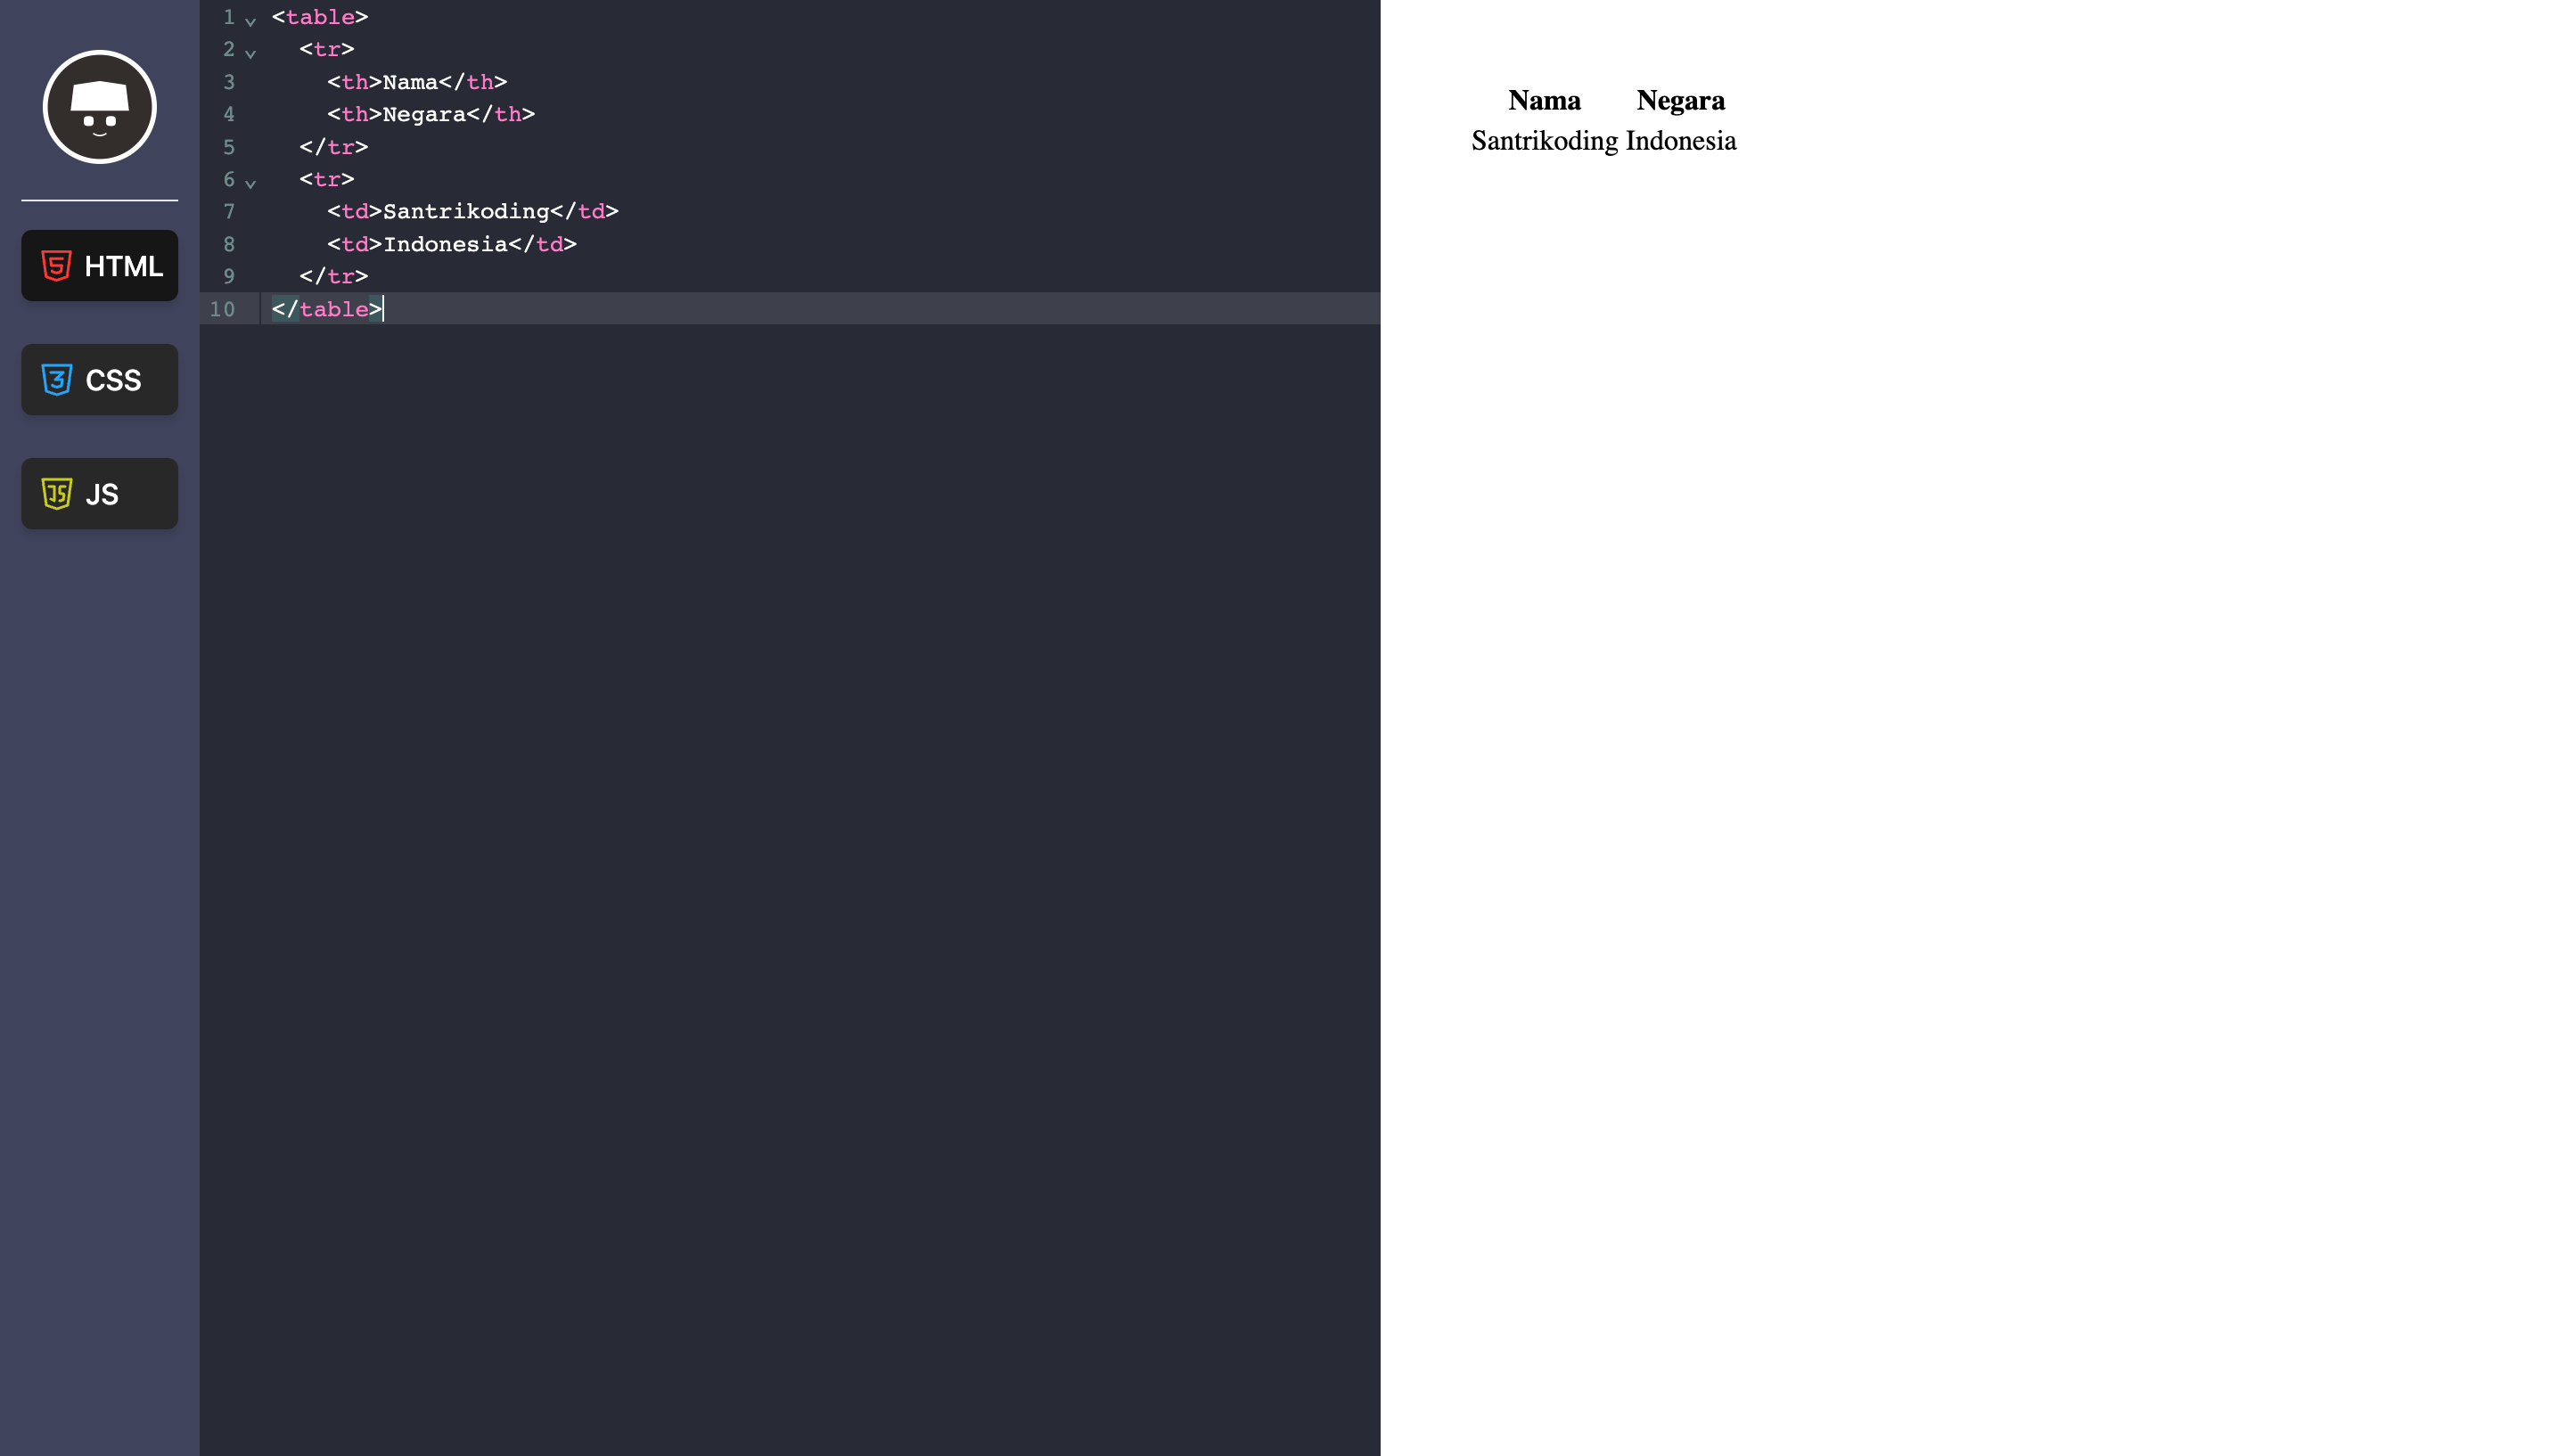 HTML
CSS
JS
1 <table>
2 <tr>
3 <th>Nama</th>
4 <th>Negara</th>
5 </tr>
6 <tr>
7 <td>Santrikoding</td>
8 <td>Indonesia</td>
9 </tr>
10 </table>
Nama Negara
Santrikoding Indonesia